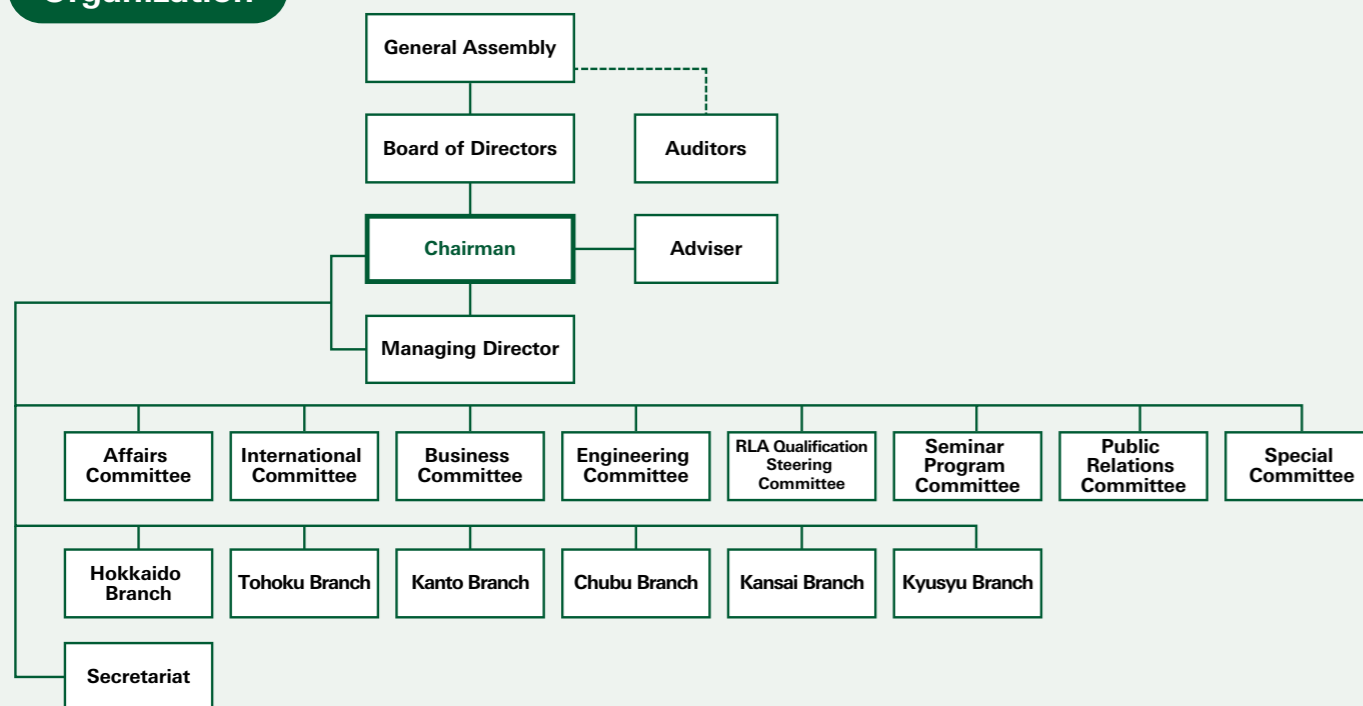 Organization
General Assembly
Board of Directors
Auditors
Chairman
Adviser
Managing Director
Affairs
Committee
International
Committee
Business
Committee
Engineering
Committee
RLA Qualification
Steering
Committee
Seminar
Program
Committee
Public
Relations
Committee
Special
Committee
Hokkaido
Branch
Tohoku Branch
Kanto Branch
Chubu Branch
Kansai Branch
Kyusyu Branch
Secretariat